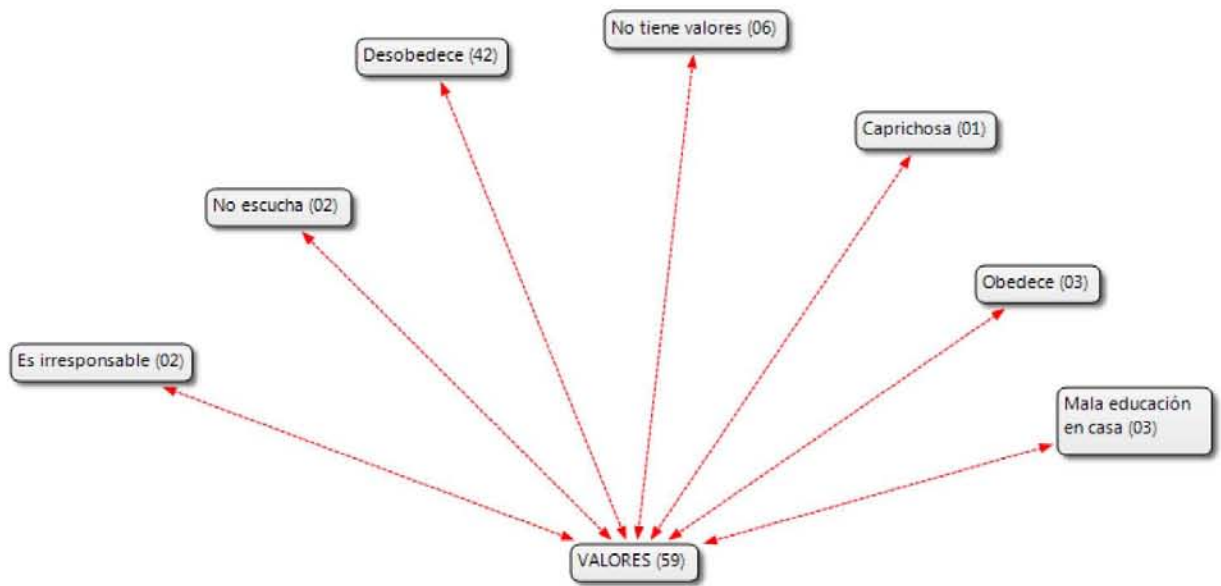 No tiene valores (06)
Desobedece (42)
Caprichosa (01)
No escucha (02)
Obedece (03)
Es irresponsable (02)
Mala educación
en casa (03)
VALORES (59)